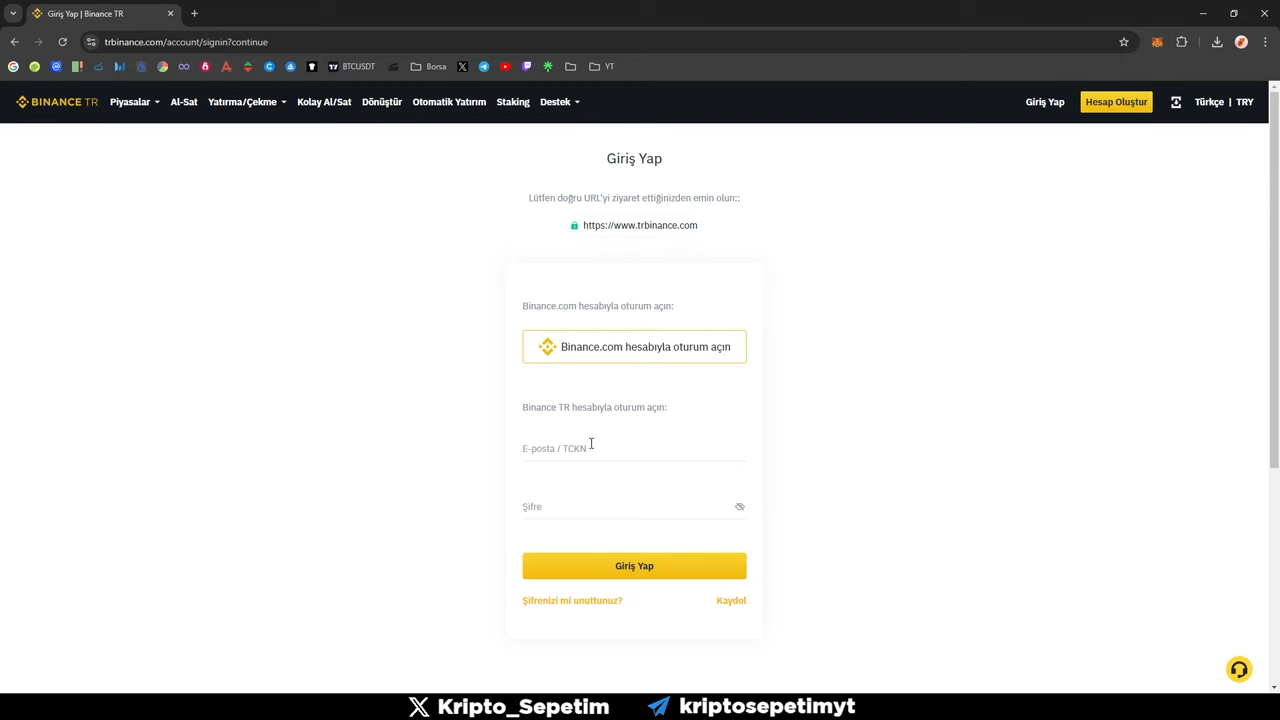 Giriş Yap | Binance TR
trbinance.com/account/signin?continue
BTCUSDT
Borsa
YT
BINANCE TR
Piyasalar
Al-Sat
Yatırma/Çekme
Kolay Al/Sat
Dönüştür
Otomatik Yatırım
Staking
Destek
Giriş Yap
Hesap Oluştur
Türkçe | TRY
Giriş Yap
Lütfen doğru URL'yi ziyaret ettiğinizden emin olun::
https://www.trbinance.com
Binance.com hesabıyla oturum açın:
Binance.com hesabıyla oturum açın
Binance TR hesabıyla oturum açın:
E-posta / TCKN
Şifre
Giriş Yap
Şifrenizi mi unuttunuz?
Kaydol
Kripto_Sepetim
kriptosepetimyt